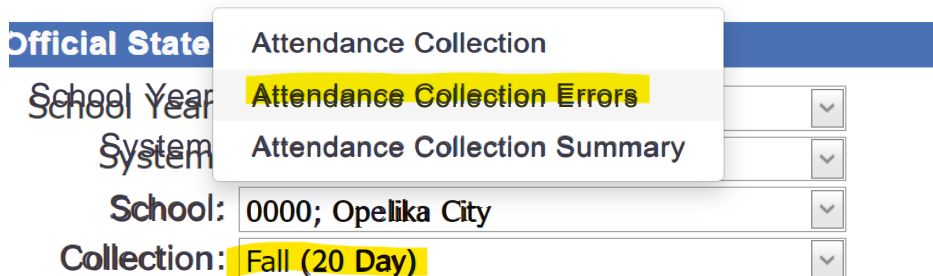 Official State
Attendance Collection
School Year
Attendance Collection Errors
System
Attendance Collection Summary
School: 0000; Opelika City
Collection: Fall (20 Day)